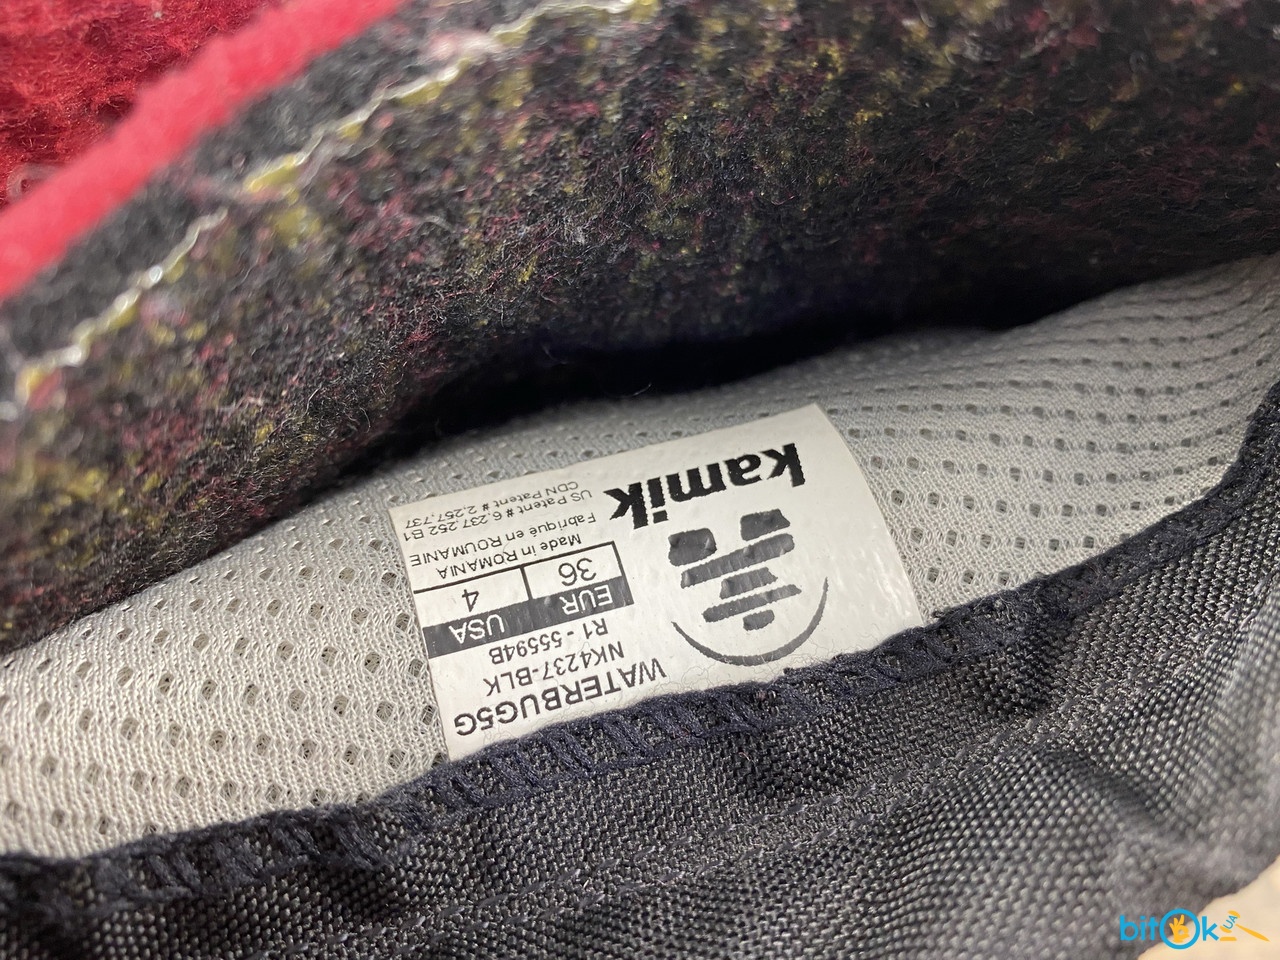 WATERBUG5G
NK4237-BLK
R1 - 55594B
EUR USA
36 4
Made in ROMANIA
Fabriqué en ROUMANIE
US Patent # 6,237,252 B1
CDN Patent # 2,257,737
kamik
bitOk
UA